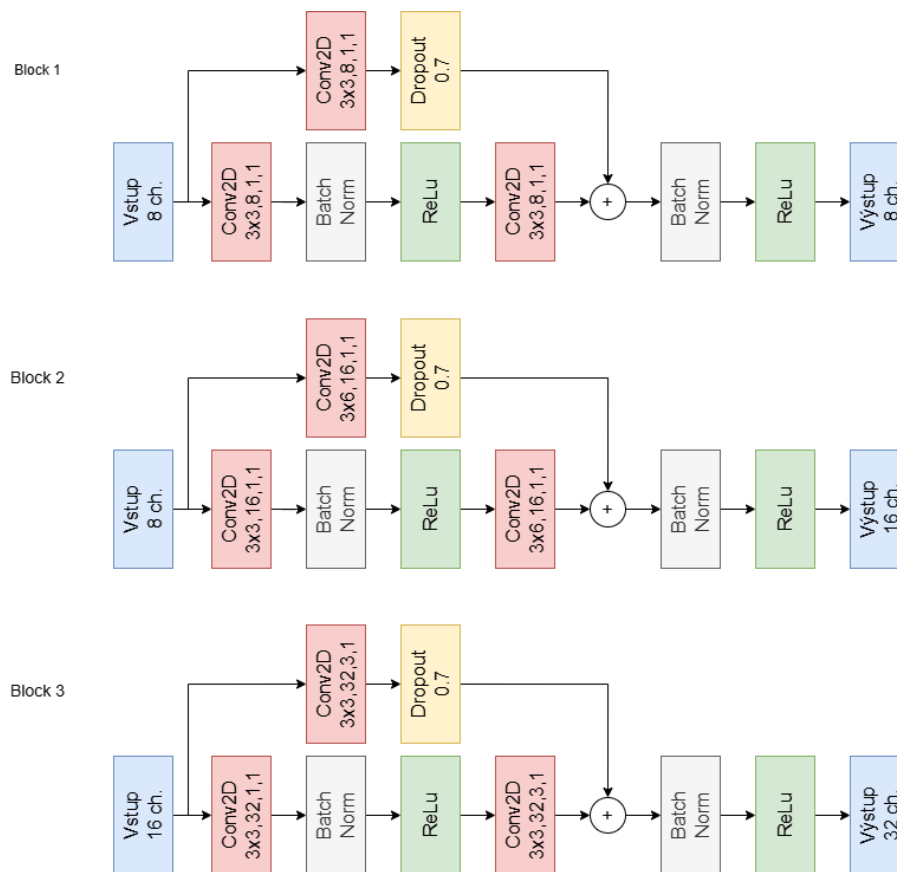 Block 1
Conv2D
3x3,8,1,1
Dropout
0.7
Vstup
8 ch.
Conv2D
3x3,8,1,1
Batch
Norm
ReLu
Conv2D
3x3,8,1,1
+
Batch
Norm
ReLu
Výstup
8 ch.
Block 2
Conv2D
3x6,16,1,1
Dropout
0.7
Vstup
8 ch.
Conv2D
3x3,16,1,1
Batch
Norm
ReLu
Conv2D
3x6,16,1,1
+
Batch
Norm
ReLu
Výstup
16 ch.
Block 3
Conv2D
3x3,32,3,1
Dropout
0.7
Vstup
16 ch.
Conv2D
3x3,32,1,1
Batch
Norm
ReLu
Conv2D
3x3,32,3,1
+
Batch
Norm
ReLu
Výstup
32 ch.